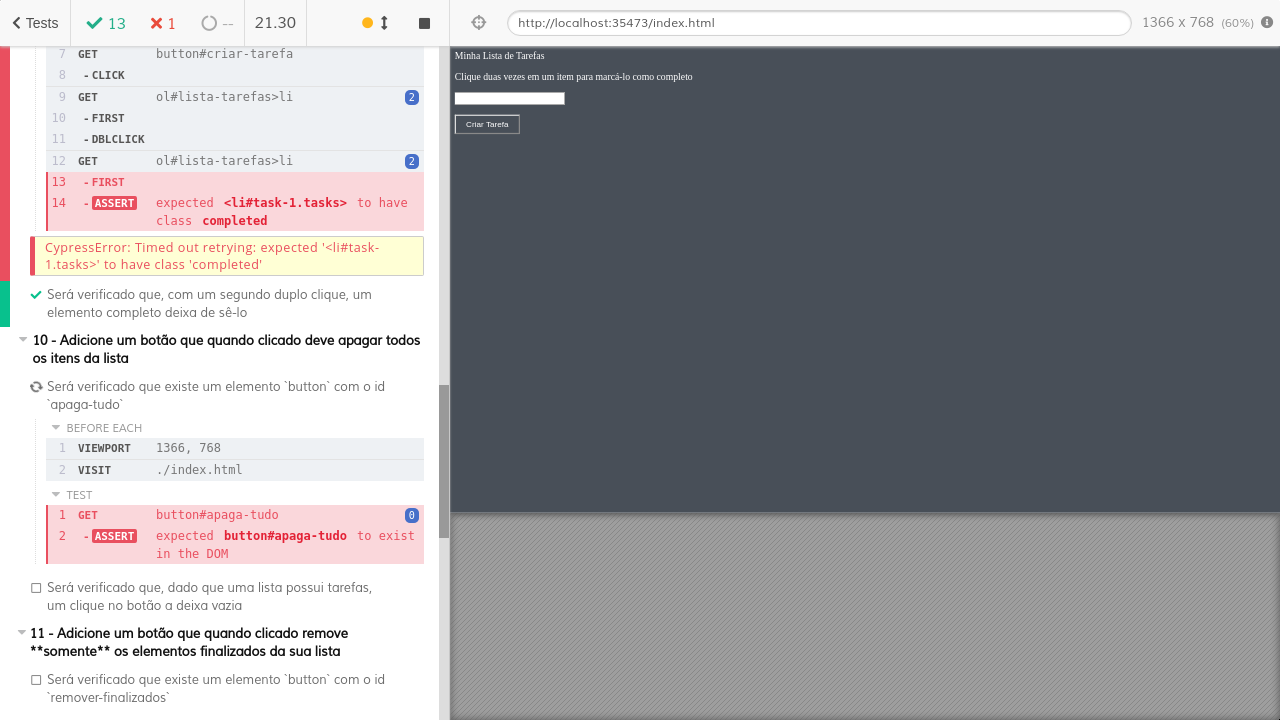 Tests
13
1
--
21.30
http://localhost:35473/index.html
1366 x 768 (60%)
7 GET button#criar-tarefa
8 - CLICK
9 GET ol#lista-tarefas>li 2
10 - FIRST
11 - DBLCLICK
12 GET ol#lista-tarefas>li 2
13 - FIRST
14 - ASSERT expected <li#task-1.tasks> to have
class completed
CypressError: Timed out retrying: expected '<li#task-
1.tasks>' to have class 'completed'
Será verificado que, com um segundo duplo clique, um
elemento completo deixa de sê-lo
10 - Adicione um botão que quando clicado deve apagar todos
os itens da lista
Será verificado que existe um elemento `button` com o id
`apaga-tudo`
BEFORE EACH
1 VIEWPORT 1366, 768
2 VISIT ./index.html
TEST
1 GET button#apaga-tudo 0
2 - ASSERT expected button#apaga-tudo to exist
in the DOM
Será verificado que, dado que uma lista possui tarefas,
um clique no botão a deixa vazia
11 - Adicione um botão que quando clicado remove
**somente** os elementos finalizados da sua lista
Será verificado que existe um elemento `button` com o id
`remover-finalizados`
Minha Lista de Tarefas
Clique duas vezes em um item para marcá-lo como completo
Criar Tarefa